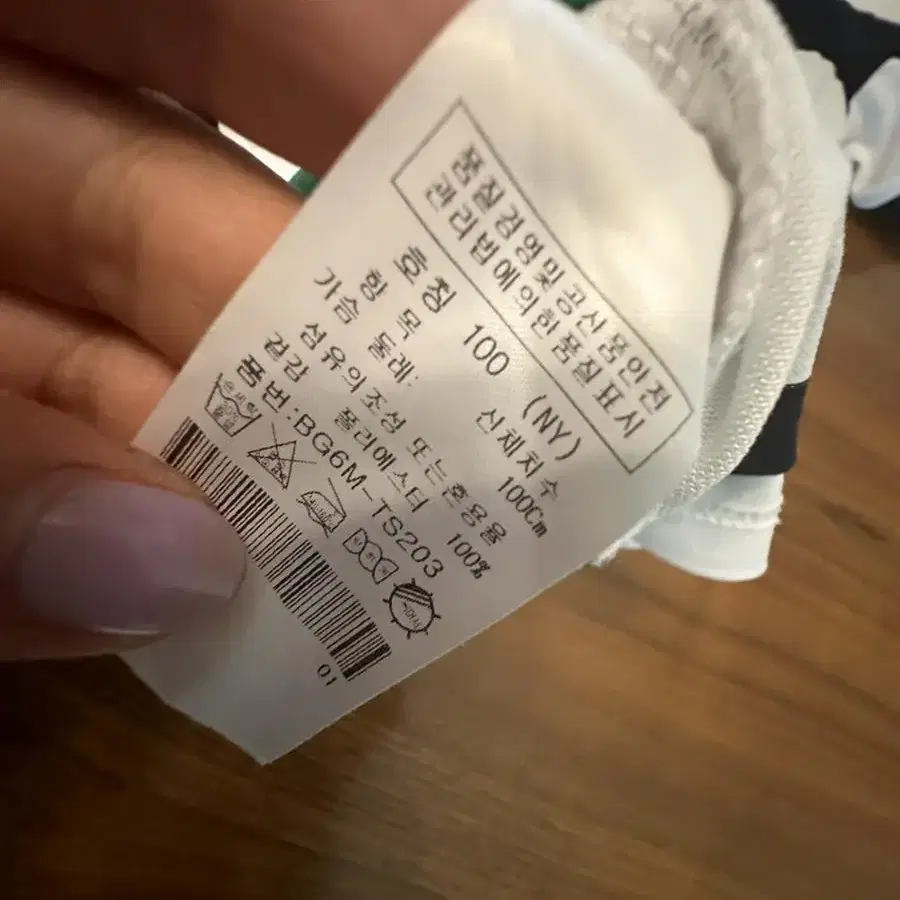 품질경영및공산품안전
관리법에의한품질표시
호칭 100 (NY)
항 목 신체치수
가슴 둘레: 100Cm
섬유의조성 또는혼용율
겉감 폴리에스터 100%
품번:BG6M-TS203
01